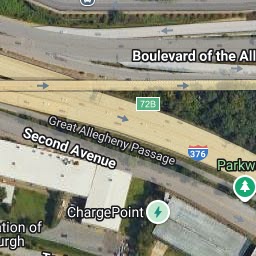 Boulevard of the All
72B
Great Allegheny Passage
376
Second Avenue
Parkw
ChargePoint
ation of
urgh